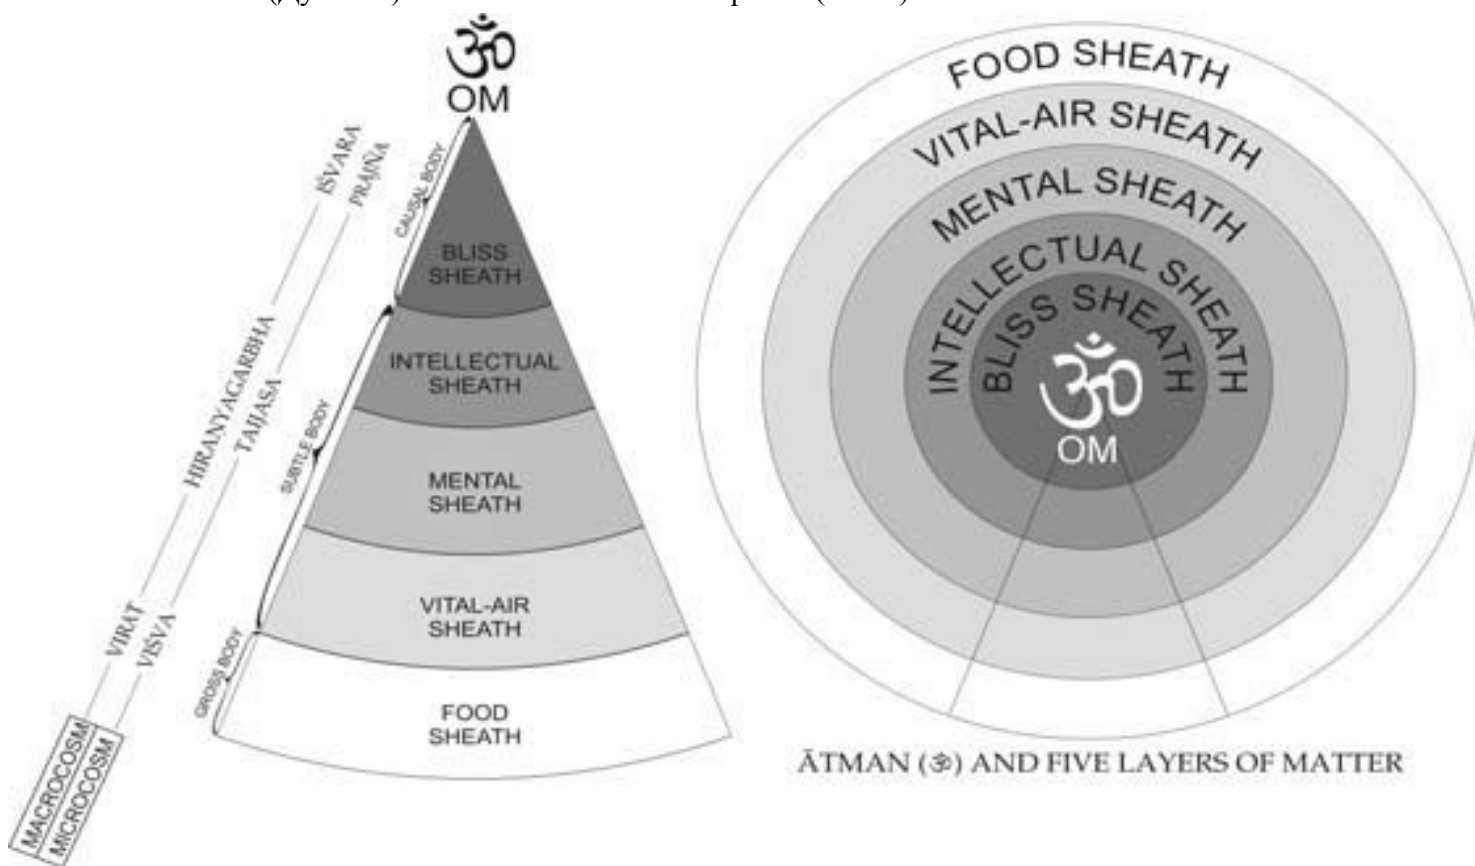 ॐ
OM
IŚVARA
PRAJÑA
CAUSAL BODY
BLISS
SHEATH
HIRANYAGARBHA
TAIJASA
SUBTLE BODY
INTELLECTUAL
SHEATH
MENTAL
SHEATH
VIRAT
VIŚVA
VITAL-AIR
SHEATH
GROSS BODY
FOOD
SHEATH
MACROCOSM
MICROCOSM
FOOD SHEATH
VITAL-AIR SHEATH
MENTAL SHEATH
INTELLECTUAL SHEATH
BLISS SHEATH
ॐ
OM
ĀTMAN (ॐ) AND FIVE LAYERS OF MATTER